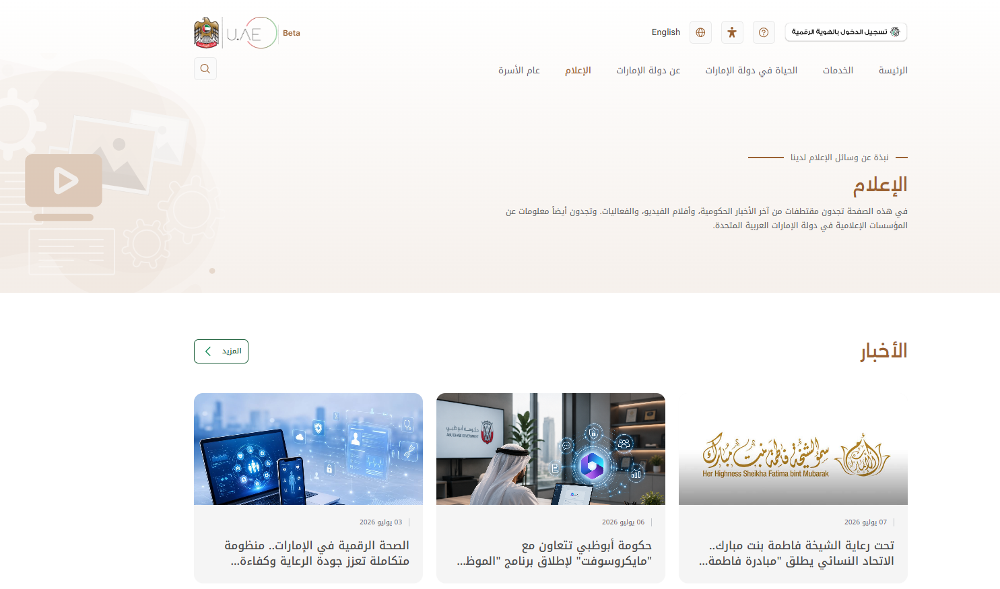 تسجيل الدخول بالهوية الرقمية
English
U.AE
Beta
الرئيسة
الخدمات
الحياة في دولة الإمارات
عن دولة الإمارات
الإعلام
عام الأسرة
نبذة عن وسائل الإعلام لدينا
الإعلام
في هذه الصفحة تجدون مقتطفات من آخر الأخبار الحكومية، وأفلام الفيديو، والفعاليات. وتجدون أيضاً معلومات عن
المؤسسات الإعلامية في دولة الإمارات العربية المتحدة.
الأخبار
المزيد
سمو الشيخة فاطمة بنت مبارك
Her Highness Sheikha Fatima bint Mubarak
07 يوليو 2026
تحت رعاية الشيخة فاطمة بنت مبارك..
الاتحاد النسائي يطلق "مبادرة فاطمة...
حكومة أبوظبي
ABU DHABI GOVERNMENT
06 يوليو 2026
حكومة أبوظبي تتعاون مع
"مايكروسوفت" لإطلاق برنامج "الموظ...
03 يوليو 2026
الصحة الرقمية في الإمارات.. منظومة
متكاملة تعزز جودة الرعاية وكفاءة...